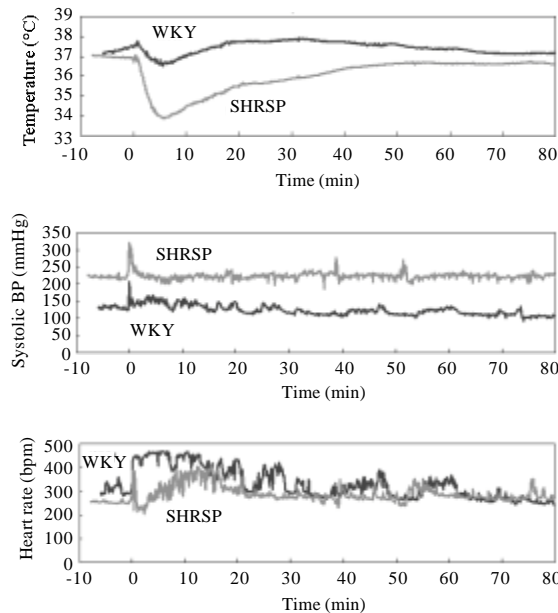 39
38
37
36
35
34
33
Temperature (°C)
WKY
SHRSP
-10 0 10 20 30 40 50 60 70 80
Time (min)
350
300
250
200
150
100
50
0
Systolic BP (mmHg)
SHRSP
WKY
-10 0 10 20 30 40 50 60 70 80
Time (min)
500
400
300
200
100
0
Heart rate (bpm)
WKY
SHRSP
-10 0 10 20 30 40 50 60 70 80
Time (min)